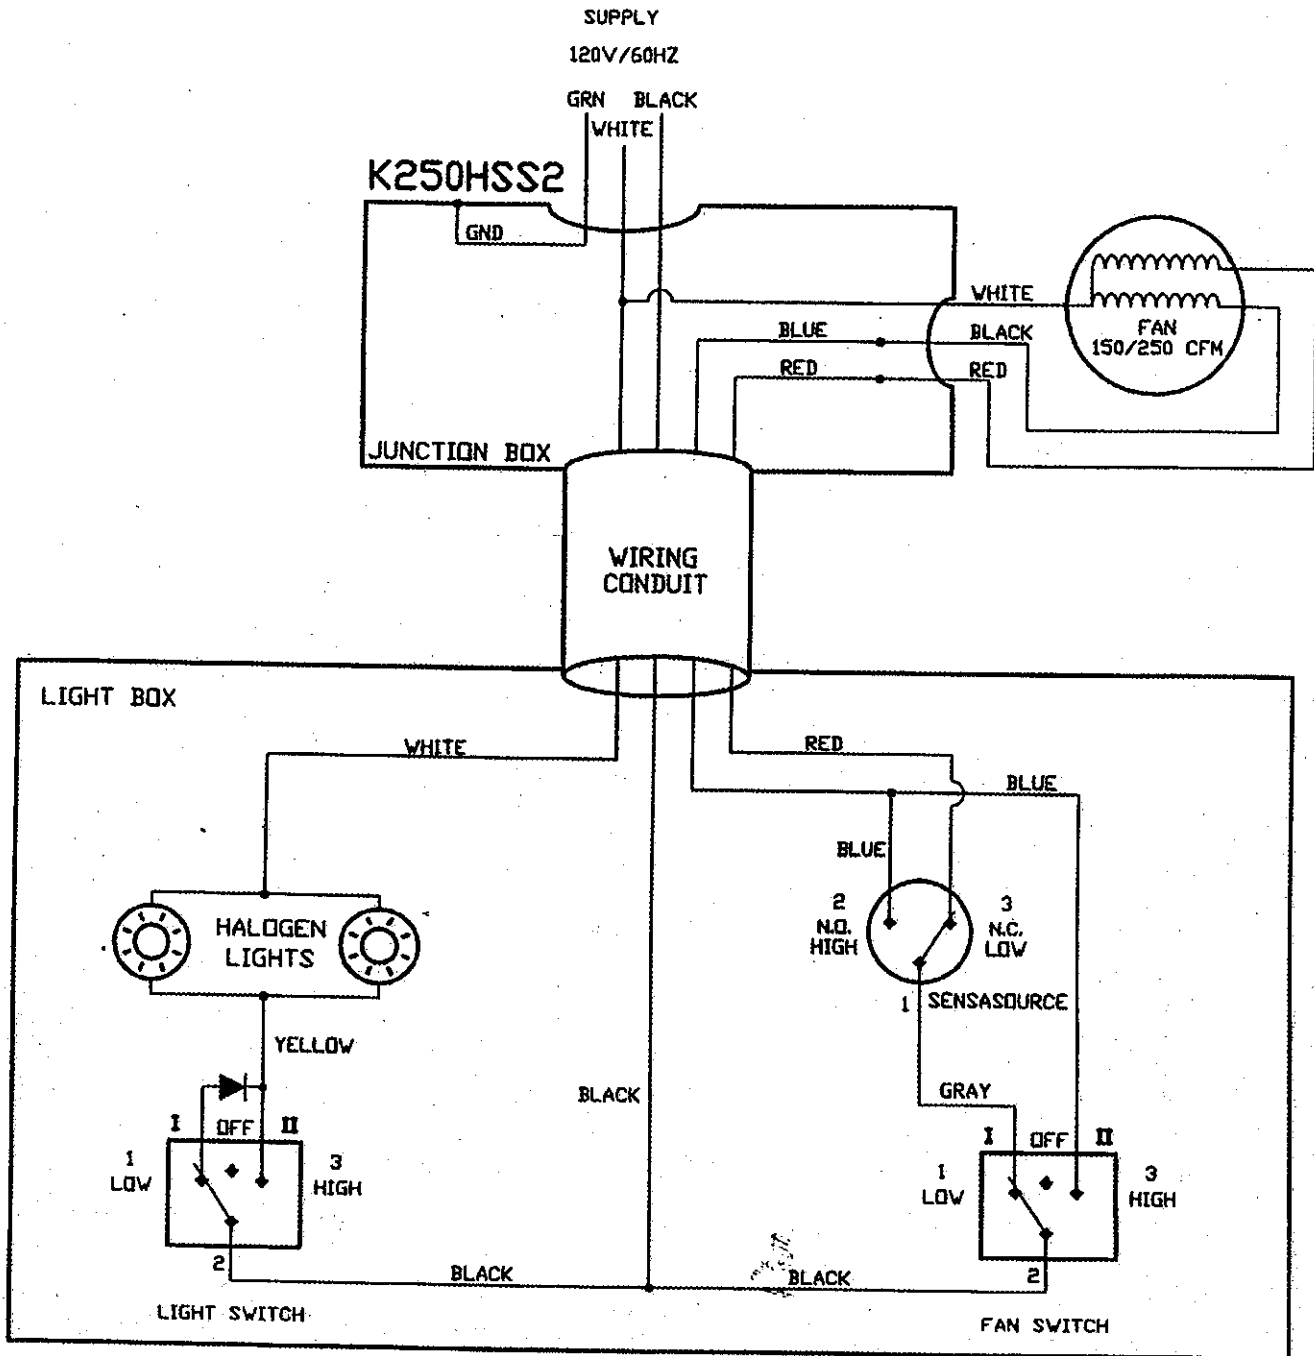 SUPPLY
120V/60HZ
GRN BLACK
WHITE
K250HSS2
GND
WHITE
BLUE
BLACK
FAN
150/250 CFM
RED
RED
JUNCTION BOX
WIRING
CONDUIT
LIGHT BOX
WHITE
RED
BLUE
BLUE
HALOGEN
LIGHTS
2
N.O.
HIGH
3
N.C.
LOW
1 SENSASOURCE
YELLOW
BLACK
GRAY
I OFF II
1
LOW
3
HIGH
2
I OFF II
1
LOW
3
HIGH
2
BLACK
BLACK
LIGHT SWITCH
FAN SWITCH